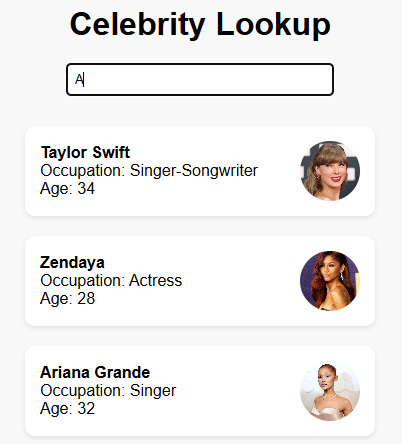 Celebrity Lookup
A
Taylor Swift
Occupation: Singer-Songwriter
Age: 34
Zendaya
Occupation: Actress
Age: 28
Ariana Grande
Occupation: Singer
Age: 32